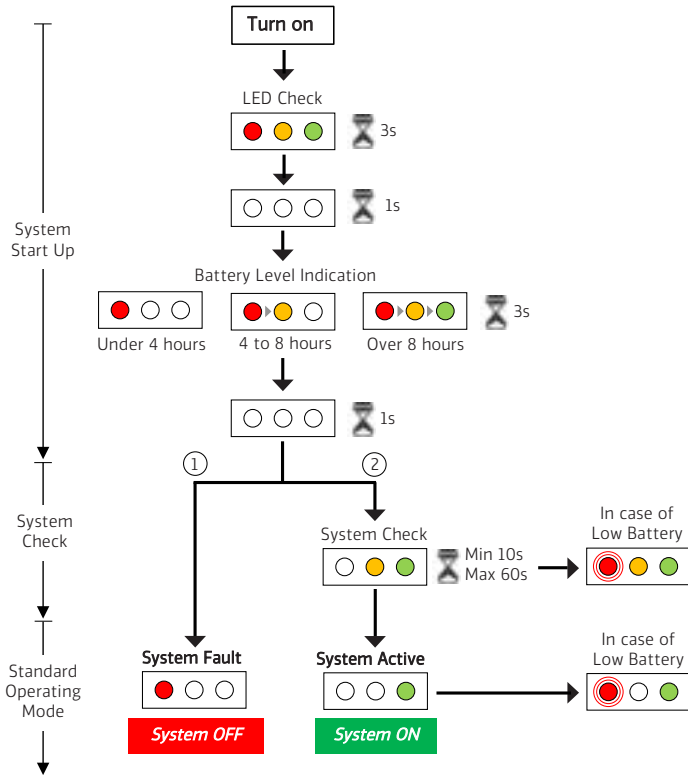 Turn on
LED Check
3s
1s
System
Start Up
Battery Level Indication
3s
Under 4 hours
4 to 8 hours
Over 8 hours
1s
1
2
System
Check
System Check
Min 10s
Max 60s
In case of
Low Battery
Standard
Operating
Mode
System Fault
System OFF
System Active
System ON
In case of
Low Battery